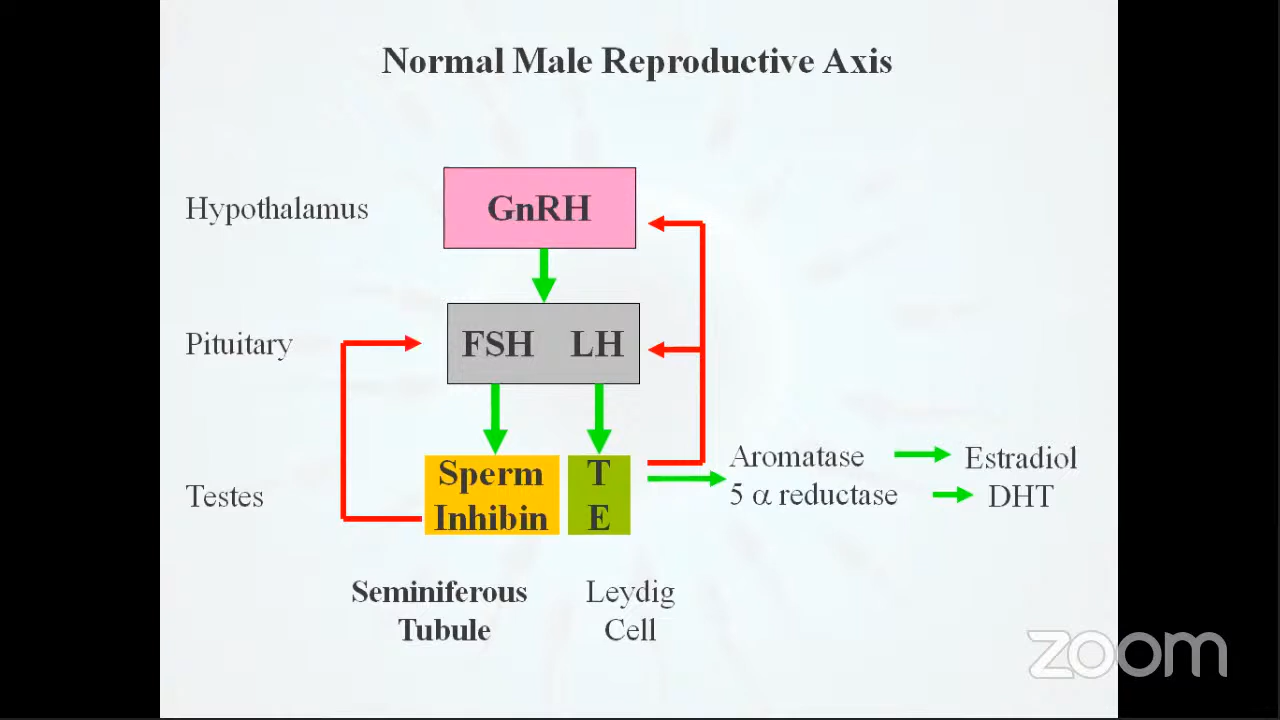 Normal Male Reproductive Axis
Hypothalamus
GnRH
Pituitary
FSH LH
Testes
Sperm
Inhibin
T
E
Aromatase
Estradiol
5 α reductase
DHT
Seminiferous
Tubule
Leydig
Cell
zoom